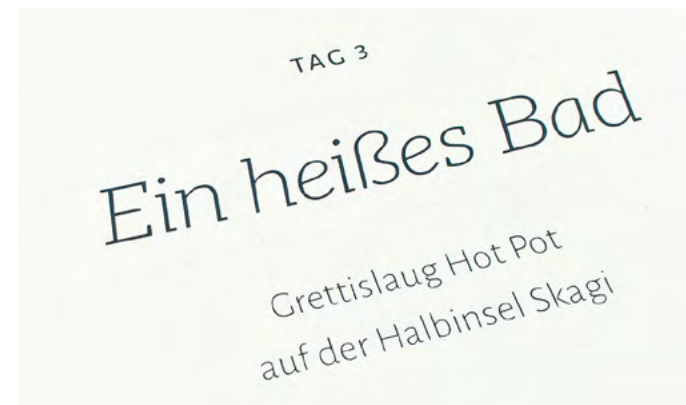 TAG 3
Ein heißes Bad
Grettislaug Hot Pot
auf der Halbinsel Skagi